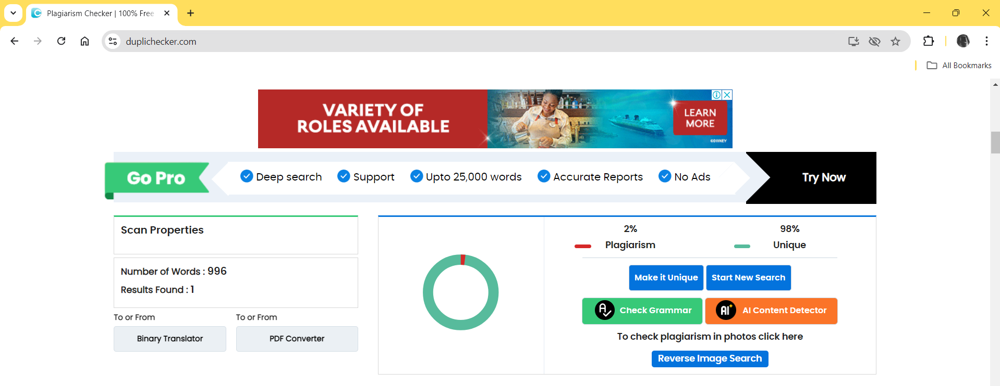 Plagiarism Checker | 100% Free
duplichecker.com
All Bookmarks
VARIETY OF
ROLES AVAILABLE
LEARN
MORE
©DISNEY
Go Pro
Deep search
Support
Upto 25,000 words
Accurate Reports
No Ads
Try Now
Scan Properties
Number of Words : 996
Results Found : 1
To or From
Binary Translator
To or From
PDF Converter
2%
Plagiarism
98%
Unique
Make it Unique
Start New Search
Check Grammar
AI Content Detector
To check plagiarism in photos click here
Reverse Image Search